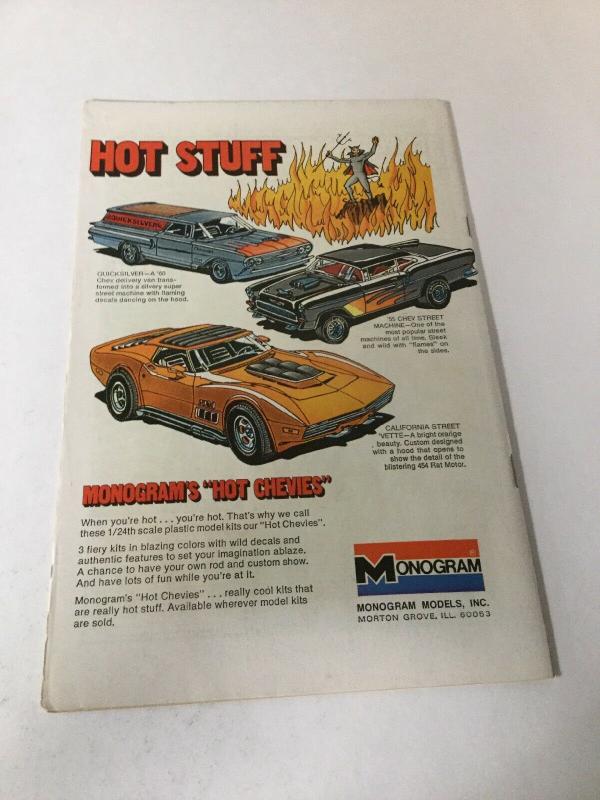 HOT STUFF
QUICKSILVER
QUICKSILVER—A '60
Chev delivery van trans-
formed into a silvery super
street machine with flaming
decals dancing on the hood.
'55 CHEV STREET
MACHINE—One of the
most popular street
machines of all time. Sleek
and wild with "flames" on
the sides.
CALIFORNIA STREET
'VETTE—A bright orange
beauty. Custom designed
with a hood that opens to
show the detail of the
blistering 454 Rat Motor.
MONOGRAM'S "HOT CHEVIES"
When you're hot . . . you're hot. That's why we call
these 1/24th scale plastic model kits our "Hot Chevies".
3 fiery kits in blazing colors with wild decals and
authentic features to set your imagination ablaze.
A chance to have your own rod and custom show.
And have lots of fun while you're at it.
Monogram's "Hot Chevies" . . . really cool kits that
are really hot stuff. Available wherever model kits
are sold.
MONOGRAM®
MONOGRAM MODELS, INC.
MORTON GROVE, ILL. 60053